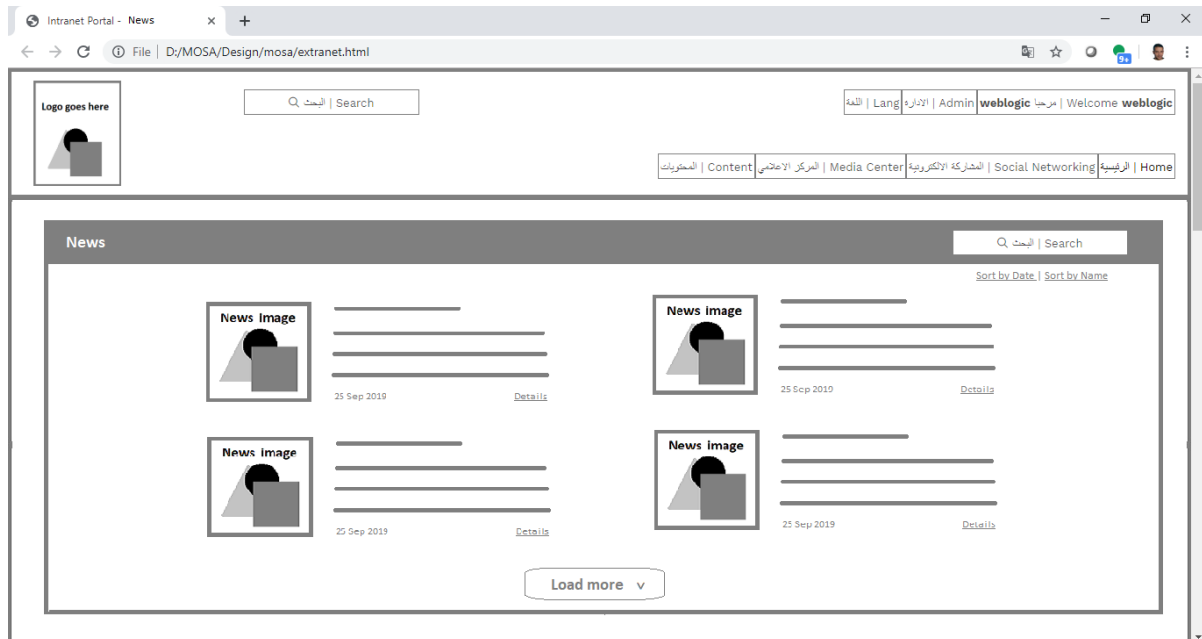 Intranet Portal - News
File | D:/MOSA/Design/mosa/extranet.html
9+
Logo goes here
البحث | Search
اللغة | Lang
الاداره | Admin
مرحبا weblogic | Welcome weblogic
المحتويات | Content
المركز الاعلامي | Media Center
المشاركة الالكترونية | Social Networking
الرئيسية | Home
News
البحث | Search
Sort by Date | Sort by Name
News image
25 Sep 2019
Details
News image
25 Sep 2019
Details
News image
25 Sep 2019
Details
News image
25 Sep 2019
Details
Load more v